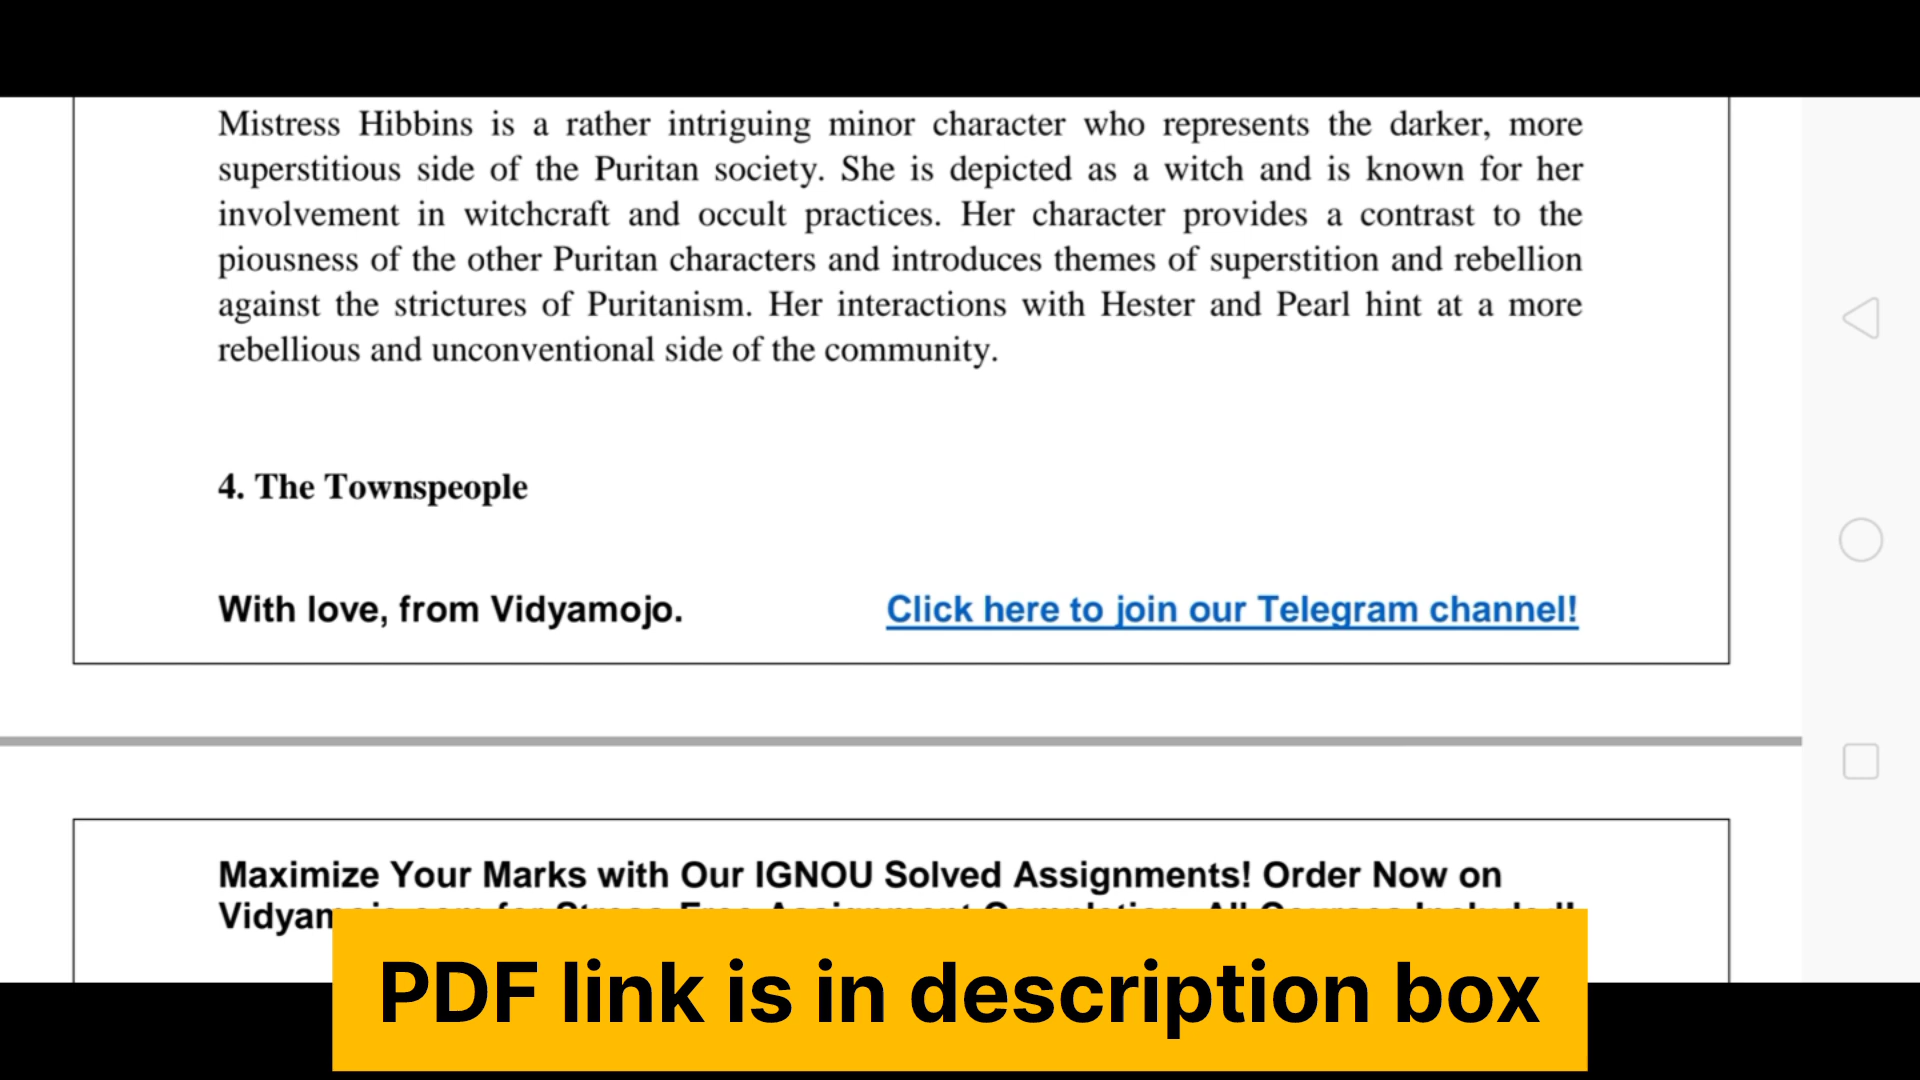 Mistress Hibbins is a rather intriguing minor character who represents the darker, more
superstitious side of the Puritan society. She is depicted as a witch and is known for her
involvement in witchcraft and occult practices. Her character provides a contrast to the
piousness of the other Puritan characters and introduces themes of superstition and rebellion
against the strictures of Puritanism. Her interactions with Hester and Pearl hint at a more
rebellious and unconventional side of the community.
4. The Townspeople
With love, from Vidyamojo. Click here to join our Telegram channel!
Maximize Your Marks with Our IGNOU Solved Assignments! Order Now on
PDF link is in description box